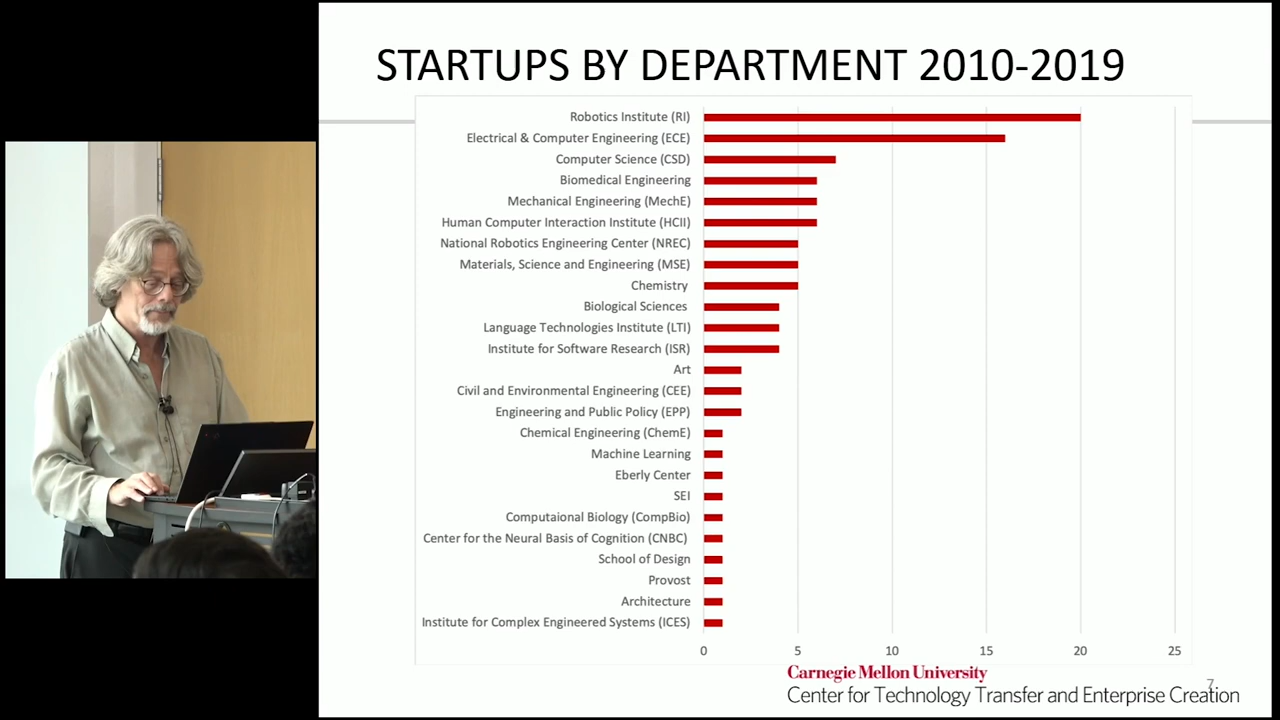 STARTUPS BY DEPARTMENT 2010-2019
Robotics Institute (RI)
Electrical & Computer Engineering (ECE)
Computer Science (CSD)
Biomedical Engineering
Mechanical Engineering (MechE)
Human Computer Interaction Institute (HCII)
National Robotics Engineering Center (NREC)
Materials, Science and Engineering (MSE)
Chemistry
Biological Sciences
Language Technologies Institute (LTI)
Institute for Software Research (ISR)
Art
Civil and Environmental Engineering (CEE)
Engineering and Public Policy (EPP)
Chemical Engineering (ChemE)
Machine Learning
Eberly Center
SEI
Computaional Biology (CompBio)
Center for the Neural Basis of Cognition (CNBC)
School of Design
Provost
Architecture
Institute for Complex Engineered Systems (ICES)
0 5 10 15 20 25
Carnegie Mellon University
7
Center for Technology Transfer and Enterprise Creation